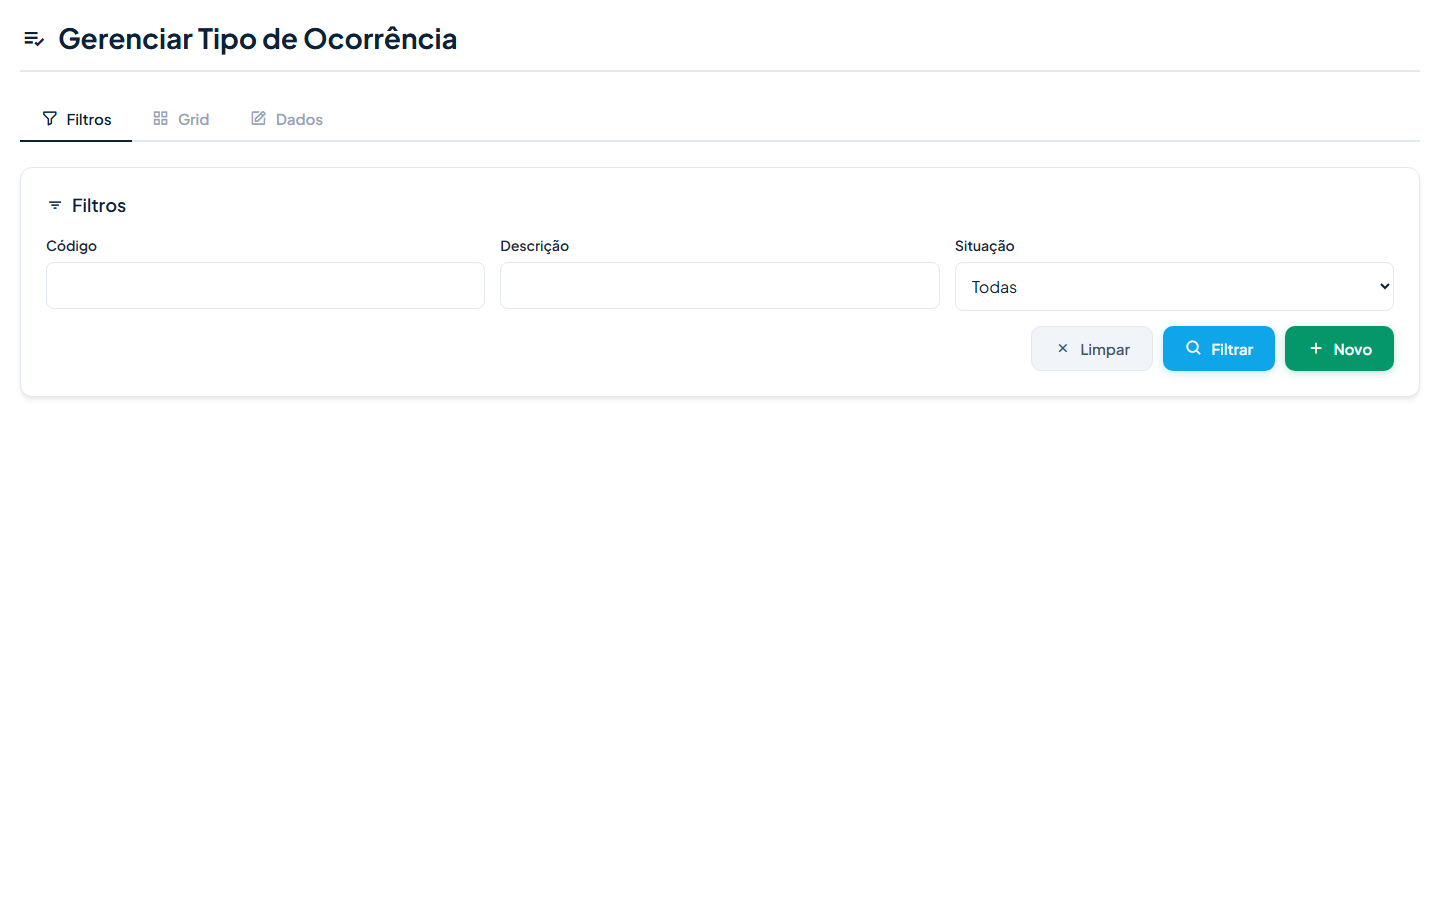 Gerenciar Tipo de Ocorrência
Filtros Grid Dados
Filtros
Código Descrição Situação
Todas
Limpar Filtrar Novo